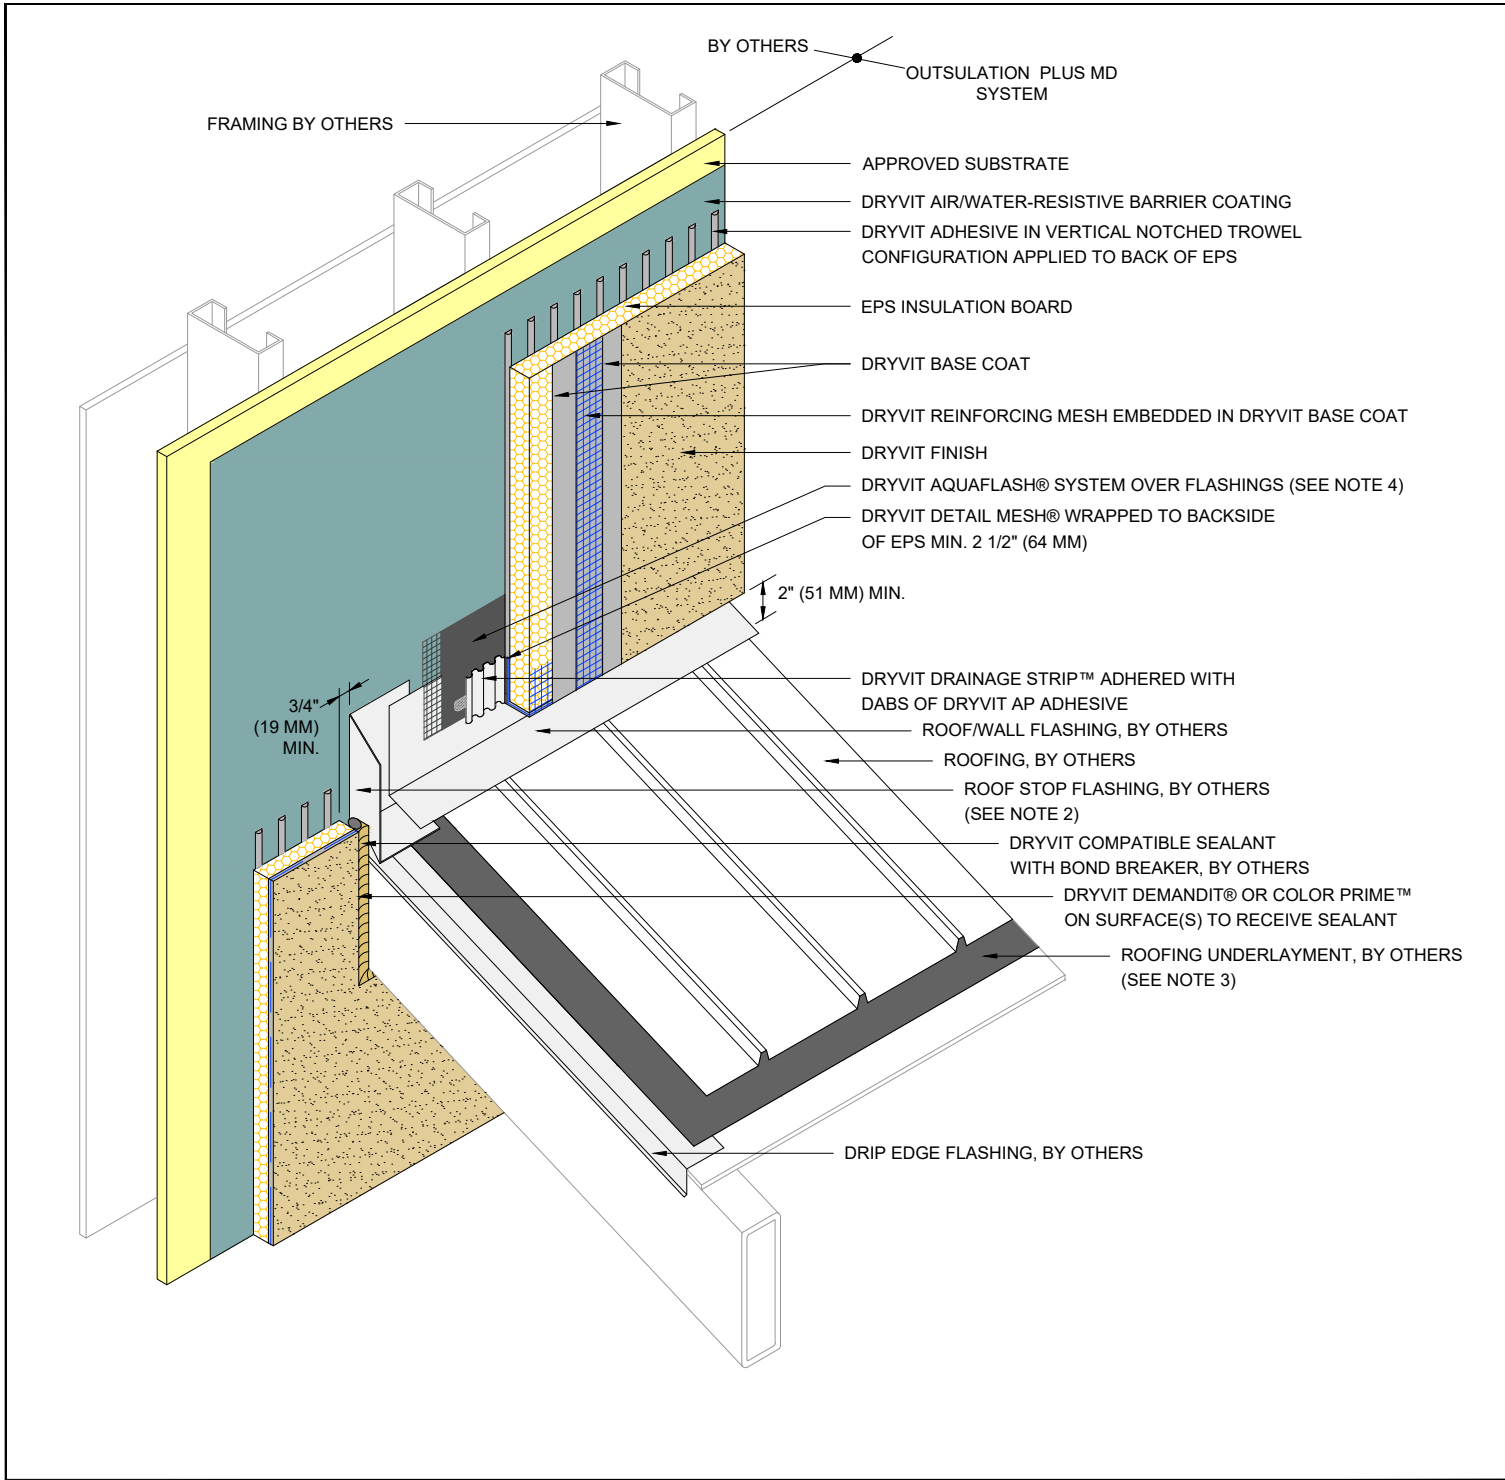 BY OTHERS
OUTSULATION PLUS MD
SYSTEM
FRAMING BY OTHERS
APPROVED SUBSTRATE
DRYVIT AIR/WATER-RESISTIVE BARRIER COATING
DRYVIT ADHESIVE IN VERTICAL NOTCHED TROWEL
CONFIGURATION APPLIED TO BACK OF EPS
EPS INSULATION BOARD
DRYVIT BASE COAT
DRYVIT REINFORCING MESH EMBEDDED IN DRYVIT BASE COAT
DRYVIT FINISH
DRYVIT AQUAFLASH® SYSTEM OVER FLASHINGS (SEE NOTE 4)
DRYVIT DETAIL MESH® WRAPPED TO BACKSIDE
OF EPS MIN. 2 1/2" (64 MM)
2" (51 MM) MIN.
DRYVIT DRAINAGE STRIP™ ADHERED WITH
DABS OF DRYVIT AP ADHESIVE
3/4"
(19 MM)
MIN.
ROOF/WALL FLASHING, BY OTHERS
ROOFING, BY OTHERS
ROOF STOP FLASHING, BY OTHERS
(SEE NOTE 2)
DRYVIT COMPATIBLE SEALANT
WITH BOND BREAKER, BY OTHERS
DRYVIT DEMANDIT® OR COLOR PRIME™
ON SURFACE(S) TO RECEIVE SEALANT
ROOFING UNDERLAYMENT, BY OTHERS
(SEE NOTE 3)
DRIP EDGE FLASHING, BY OTHERS